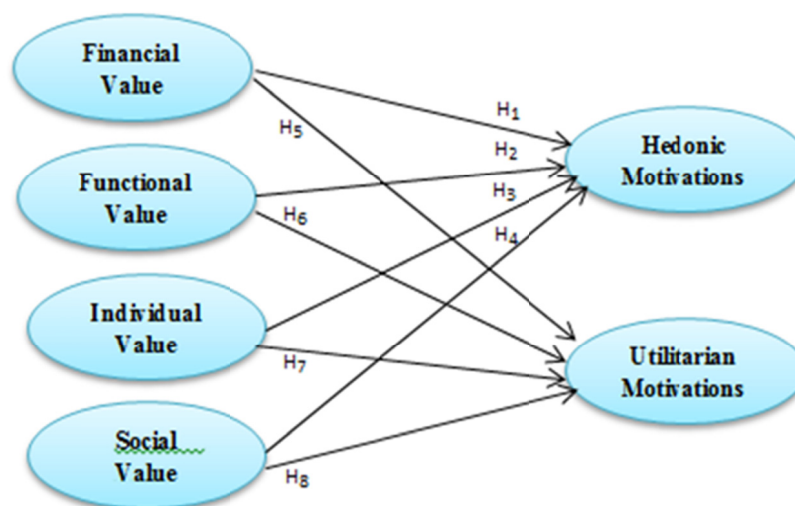 Financial
Value
Functional
Value
Individual
Value
Social
Value
H1
H2
H3
H4
H5
H6
H7
H8
Hedonic
Motivations
Utilitarian
Motivations